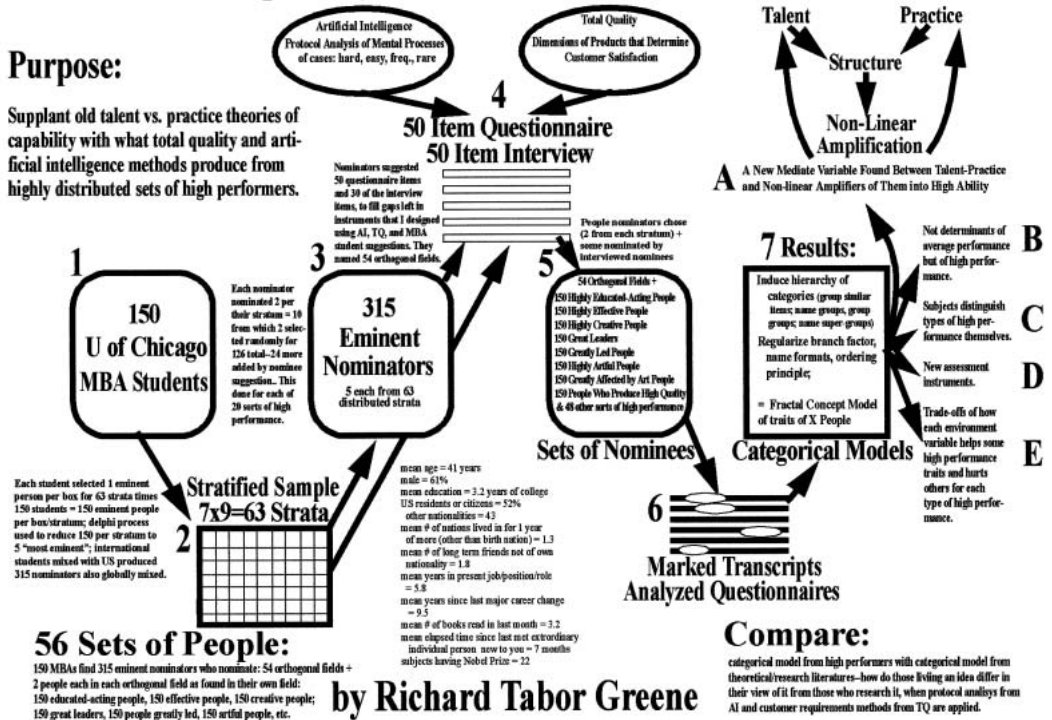 Purpose:
Supplant old talent vs. practice theories of
capability with what total quality and arti-
ficial intelligence methods produce from
highly distributed sets of high performers.
Artificial Intelligence
Protocol Analysis of Mental Processes
of cases: hard, easy, freq., rare
Total Quality
Dimensions of Products that Determine
Customer Satisfaction
4
50 Item Questionnaire
50 Item Interview
Nominators suggested
50 questionnaire items
and 30 of the interview
items, to fill gaps left in
instruments that I designed
using AI, TQ, and MBA
student suggestions. They
named 54 orthogonal fields.
Talent
Practice
Structure
Non-Linear
Amplification
A
A New Mediate Variable Found Between Talent-Practice
and Non-linear Amplifiers of Them into High Ability
1
150
U of Chicago
MBA Students
Each nominator
nominated 2 per
their stratum = 10
from which 2 selec-
ted randomly for
126 total--24 more
added by nominee
suggestion.. This
done for each of
20 sorts of high
performance.
3
315
Eminent
Nominators
5 each from 63
distributed strata
People nominators chose
(2 from each stratum) +
some nominated by
interviewed nominees
5
54 Orthogonal Fields +
150 Highly Educated-Acting People
150 Highly Effective People
150 Highly Creative People
150 Great Leaders
150 Greatly Led People
150 Highly Artful People
150 Greatly Affected by Art People
150 People Who Produce High Quality
& 48 other sorts of high performance
Sets of Nominees
7 Results:
Induce hierarchy of
categories (group similar
items; name groups, group
groups; name super-groups)
Regularize branch factor,
name formats, ordering
principle;
= Fractal Concept Model
of traits of X People
Categorical Models
Not determinants of
average performance
but of high perfor-
mance.
B
Subjects distinguish
types of high per-
formance themselves.
C
New assessment
instruments.
D
Trade-offs of how
each environment
variable helps some
high performance
traits and hurts
others for each
type of high perfor-
mance.
E
Each student selected 1 eminent
person per box for 63 strata times
150 students = 150 eminent people
per box/stratum; delphi process
used to reduce 150 per stratum to
5 "most eminent"; international
students mixed with US produced
315 nominators also globally mixed.
2
Stratified Sample
7x9=63 Strata
mean age = 41 years
male = 61%
mean education = 3.2 years of college
US residents or citizens = 52%
other nationalities = 43
mean # of nations lived in for 1 year
of more (other than birth nation) = 1.3
mean # of long term friends not of own
nationality = 1.8
mean years in present job/position/role
= 5.8
mean years since last major career change
= 9.5
mean # of books read in last month = 3.2
mean elapsed time since last met extrordinary
individual person new to you = 7 months
subjects having Nobel Prize = 22
6
Marked Transcripts
Analyzed Questionnaires
56 Sets of People:
150 MBAs find 315 eminent nominators who nominate: 54 orthogonal fields +
2 people each in each orthogonal field as found in their own field:
150 educated-acting people, 150 effective people, 150 creative people;
150 great leaders, 150 people greatly led, 150 artful people, etc.
by Richard Tabor Greene
Compare:
categorical model from high performers with categorical model from
theoretical/research literatures--how do those living an idea differ in
their view of it from those who research it, when protocol analisys from
AI and customer requirements methods from TQ are applied.